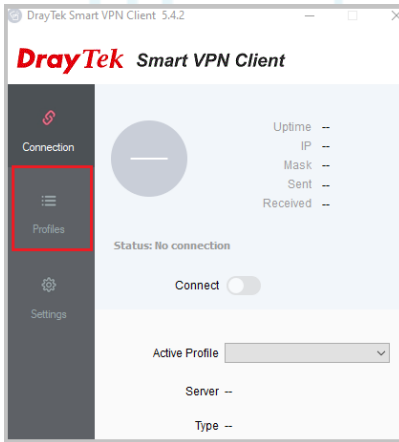 DrayTek Smart VPN Client 5.4.2
DrayTek Smart VPN Client
Connection
Profiles
Settings
Uptime --
IP --
Mask --
Sent --
Received --
Status: No connection
Connect
Active Profile
Server --
Type --